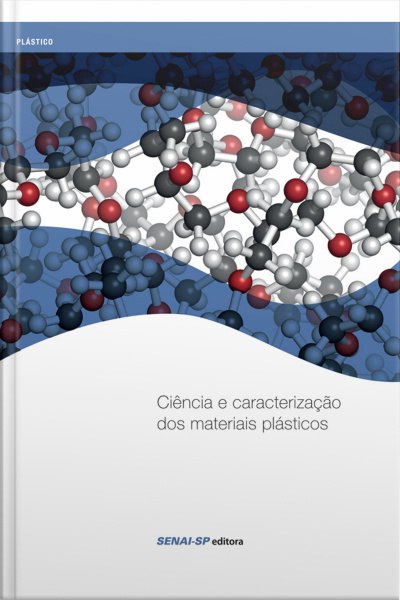 PLÁSTICO
Ciência e caracterização
dos materiais plásticos
SENAI-SP editora